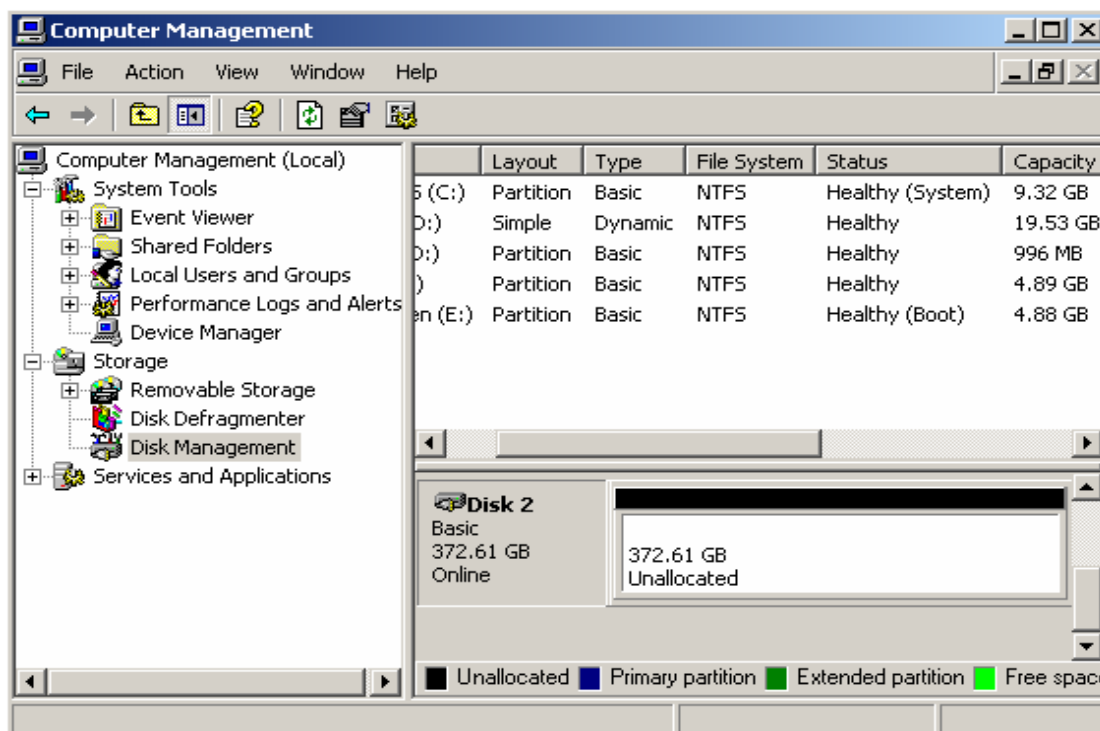 Computer Management
File Action View Window Help
Computer Management (Local)
System Tools
Event Viewer
Shared Folders
Local Users and Groups
Performance Logs and Alerts
Device Manager
Storage
Removable Storage
Disk Defragmenter
Disk Management
Services and Applications
Layout Type File System Status Capacity
(C:) Partition Basic NTFS Healthy (System) 9.32 GB
:) Simple Dynamic NTFS Healthy 19.53 GB
:) Partition Basic NTFS Healthy 996 MB
) Partition Basic NTFS Healthy 4.89 GB
en (E:) Partition Basic NTFS Healthy (Boot) 4.88 GB
Disk 2
Basic
372.61 GB
Online
372.61 GB
Unallocated
Unallocated Primary partition Extended partition Free spac